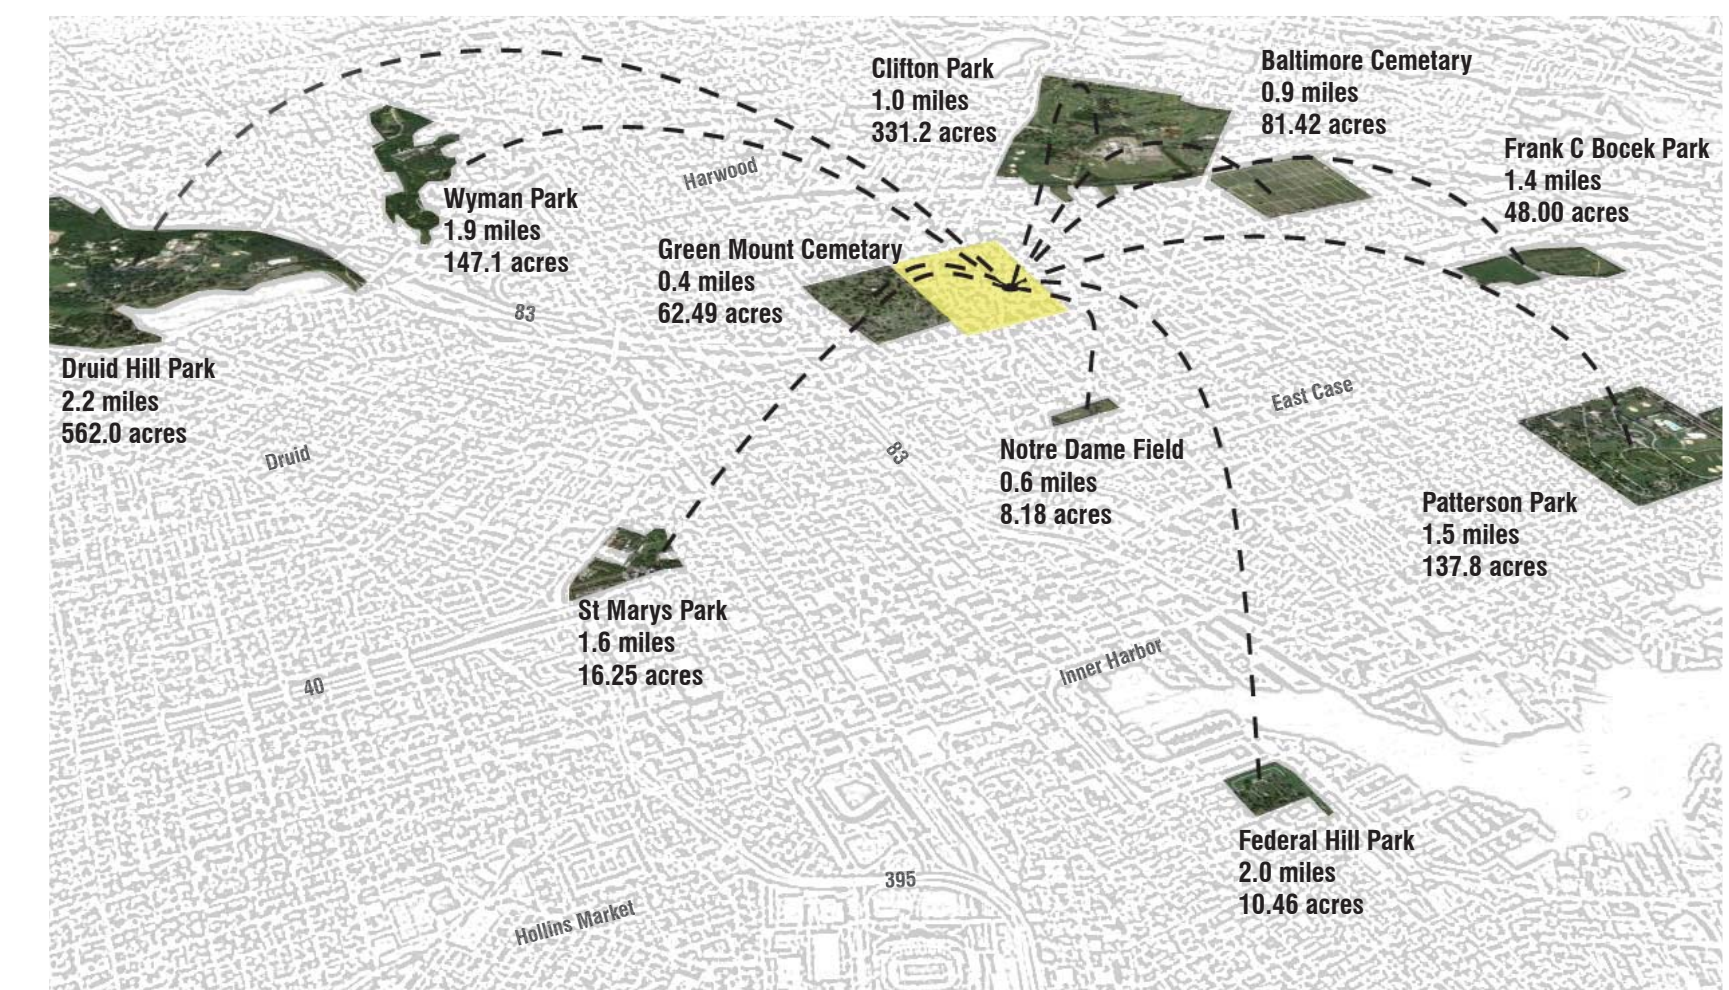 Clifton Park
1.0 miles
331.2 acres
Baltimore Cemetary
0.9 miles
81.42 acres
Frank C Bocek Park
1.4 miles
48.00 acres
Harwood
Wyman Park
1.9 miles
147.1 acres
Green Mount Cemetary
0.4 miles
62.49 acres
83
Druid Hill Park
2.2 miles
562.0 acres
East Case
Druid
83
Notre Dame Field
0.6 miles
8.18 acres
Patterson Park
1.5 miles
137.8 acres
St Marys Park
1.6 miles
16.25 acres
Inner Harbor
40
Federal Hill Park
2.0 miles
10.46 acres
395
Hollins Market